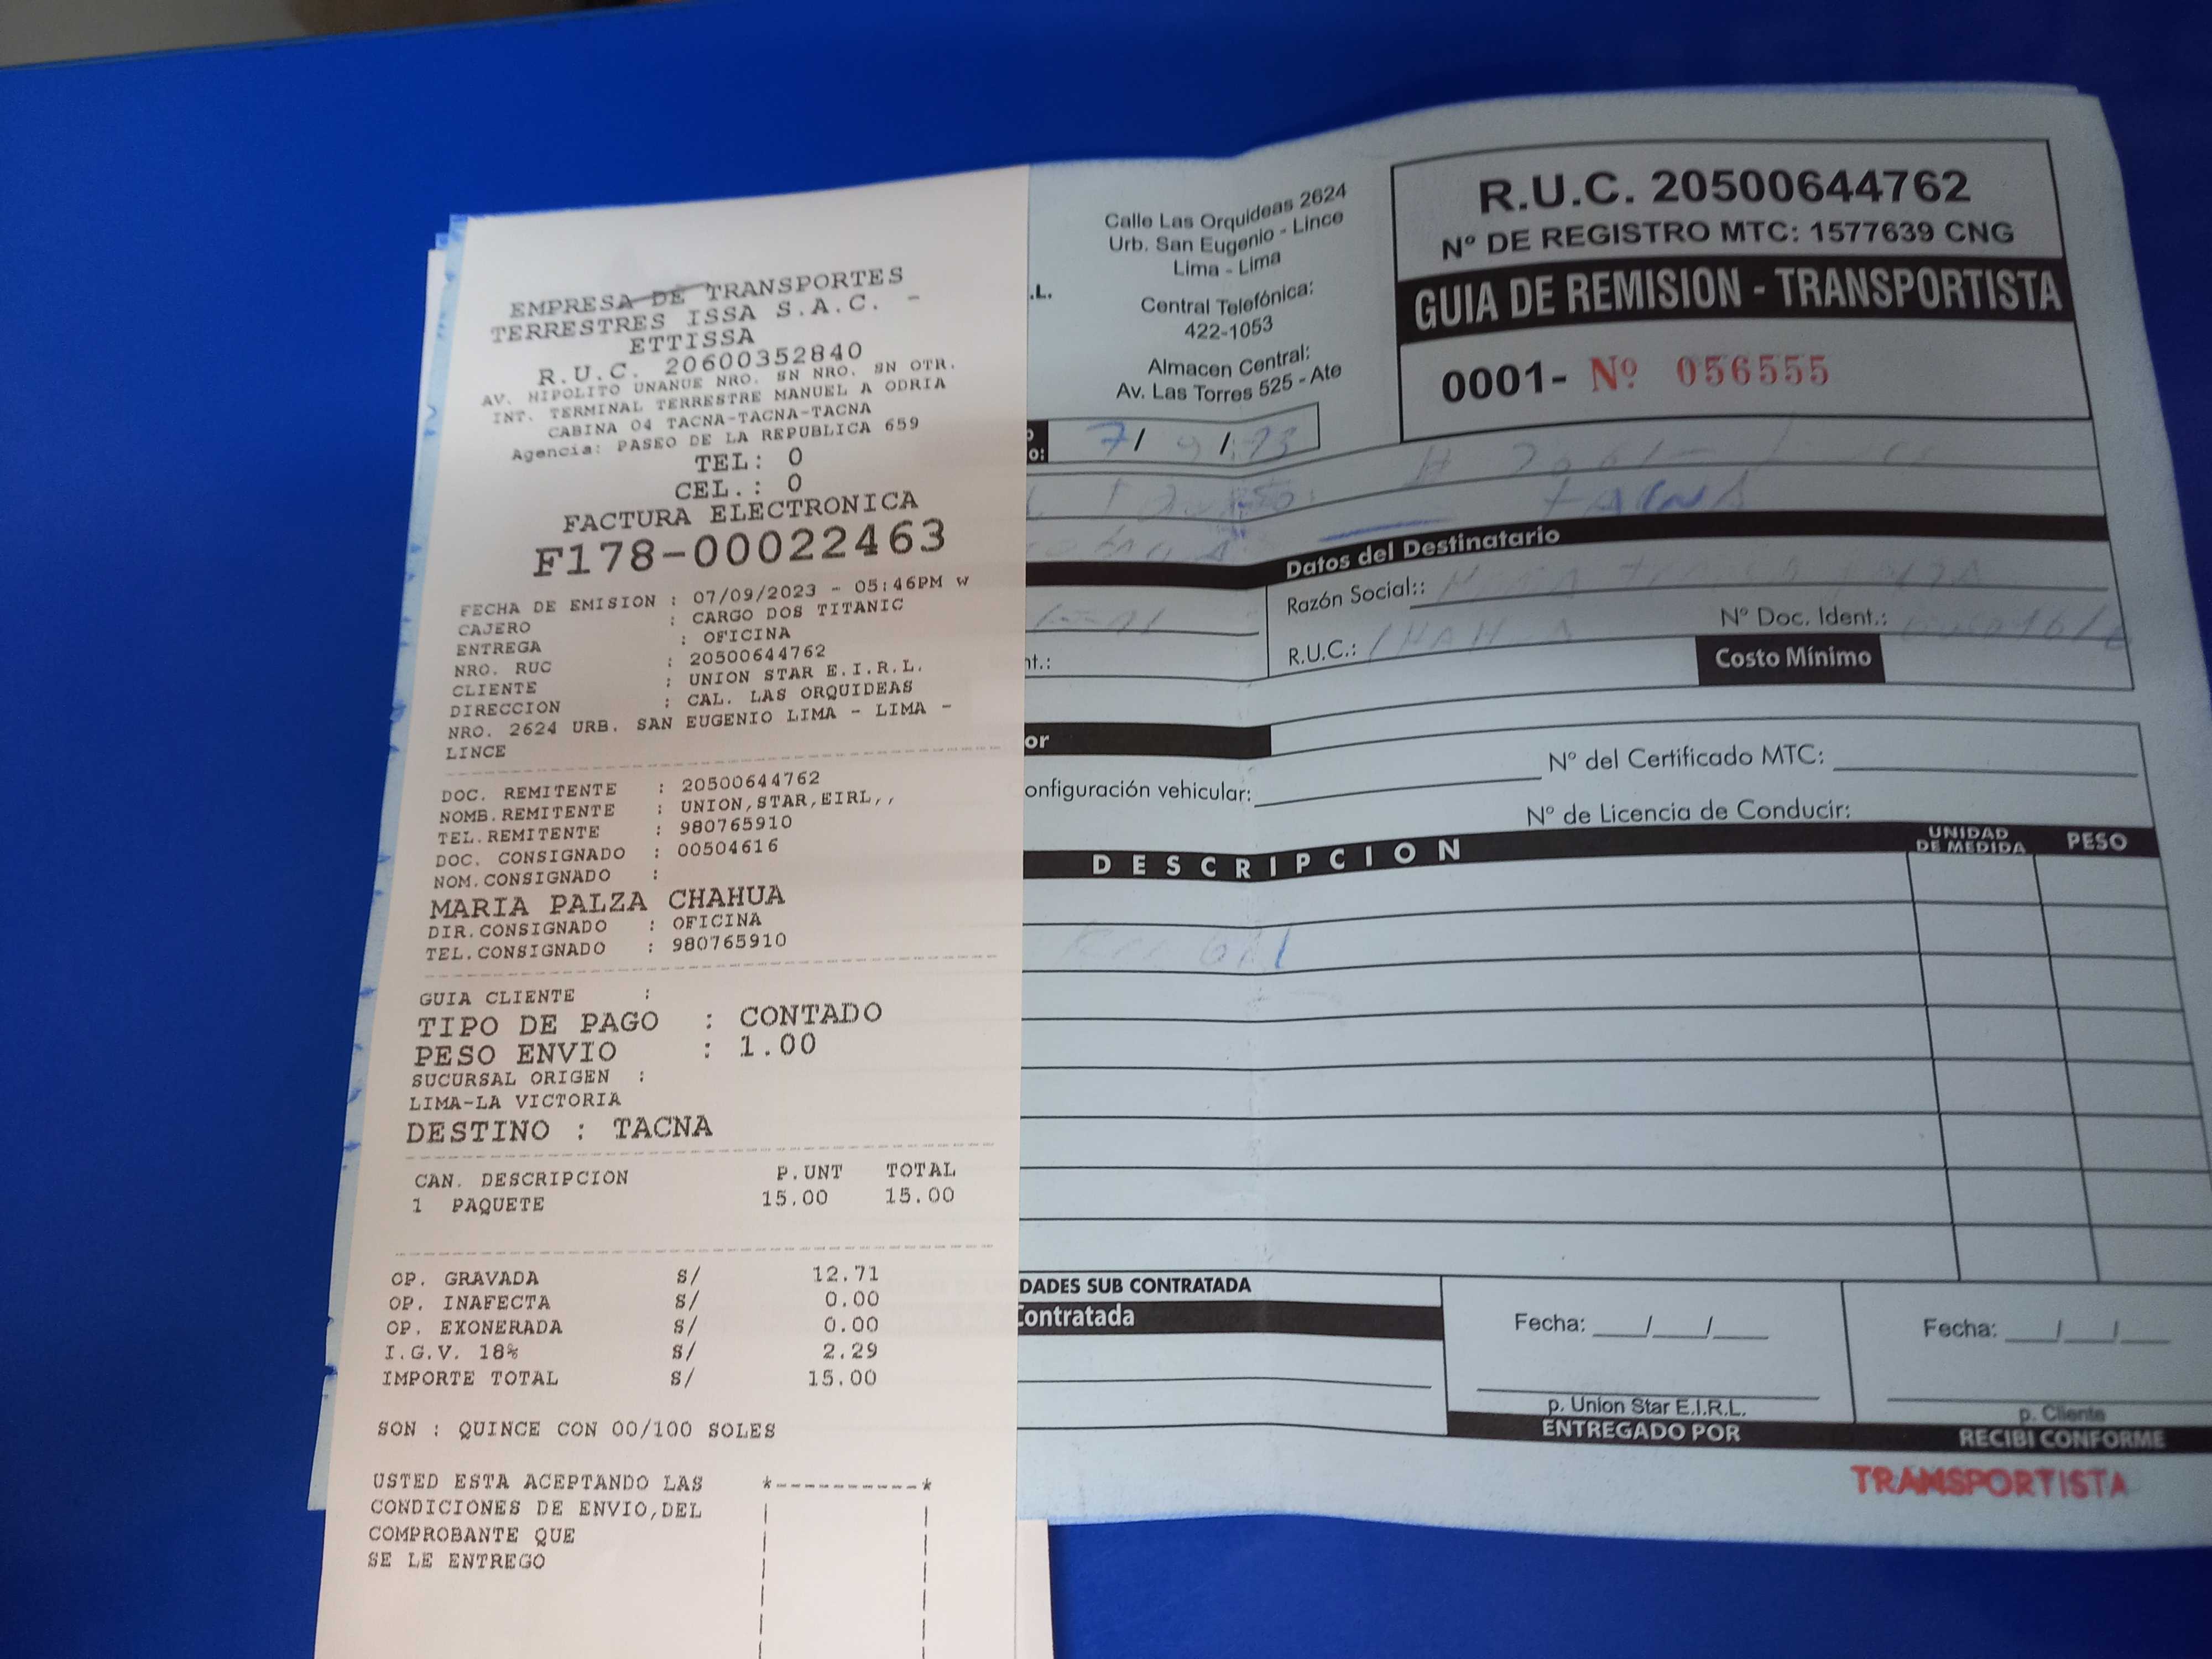 EMPRESA DE TRANSPORTES
TERRESTRES ISSA S.A.C. -
ETTISSA
R.U.C. 20600352840
AV. HIPOLITO UNANUE NRO. SN NRO. SN OTR.
INT. TERMINAL TERRESTRE MANUEL A ODRIA
CABINA 04 TACNA-TACNA-TACNA
Agencia: PASEO DE LA REPUBLICA 659
TEL: 0
CEL.: 0
FACTURA ELECTRONICA
F178-00022463
FECHA DE EMISION : 07/09/2023 - 05:46PM w
CAJERO : CARGO DOS TITANIC
ENTREGA : OFICINA
NRO. RUC : 20500644762
CLIENTE : UNION STAR E.I.R.L.
DIRECCION : CAL. LAS ORQUIDEAS
NRO. 2624 URB. SAN EUGENIO LIMA - LIMA -
LINCE
DOC. REMITENTE : 20500644762
NOMB.REMITENTE : UNION,STAR,EIRL,,
TEL.REMITENTE : 980765910
DOC. CONSIGNADO : 00504616
NOM.CONSIGNADO :
MARIA PALZA CHAHUA
DIR.CONSIGNADO : OFICINA
TEL.CONSIGNADO : 980765910
GUIA CLIENTE :
TIPO DE PAGO : CONTADO
PESO ENVIO : 1.00
SUCURSAL ORIGEN :
LIMA-LA VICTORIA
DESTINO : TACNA
CAN. DESCRIPCION P.UNT TOTAL
1 PAQUETE 15.00 15.00
OP. GRAVADA S/ 12.71
OP. INAFECTA S/ 0.00
OP. EXONERADA S/ 0.00
I.G.V. 18% S/ 2.29
IMPORTE TOTAL S/ 15.00
SON : QUINCE CON 00/100 SOLES
USTED ESTA ACEPTANDO LAS
CONDICIONES DE ENVIO,DEL
COMPROBANTE QUE
SE LE ENTREGO
.L.
Calle Las Orquideas 2624
Urb. San Eugenio - Lince
Lima - Lima
Central Telefónica:
422-1053
Almacen Central:
Av. Las Torres 525 - Ate
R.U.C. 20500644762
Nº DE REGISTRO MTC: 1577639 CNG
GUIA DE REMISION - TRANSPORTISTA
0001- Nº 056555
o: 7/ 9/ 23
TACNA
Datos del Destinatario
Razón Social::
R.U.C.: Nº Doc. Ident.:
nt.:
Costo Mínimo
or
Nº del Certificado MTC:
onfiguración vehicular:
Nº de Licencia de Conducir:
DESCRIPCION UNIDAD DE MEDIDA PESO
DADES SUB CONTRATADA
Contratada
Fecha: / /
Fecha: / /
p. Union Star E.I.R.L.
ENTREGADO POR
p. Cliente
RECIBI CONFORME
TRANSPORTISTA